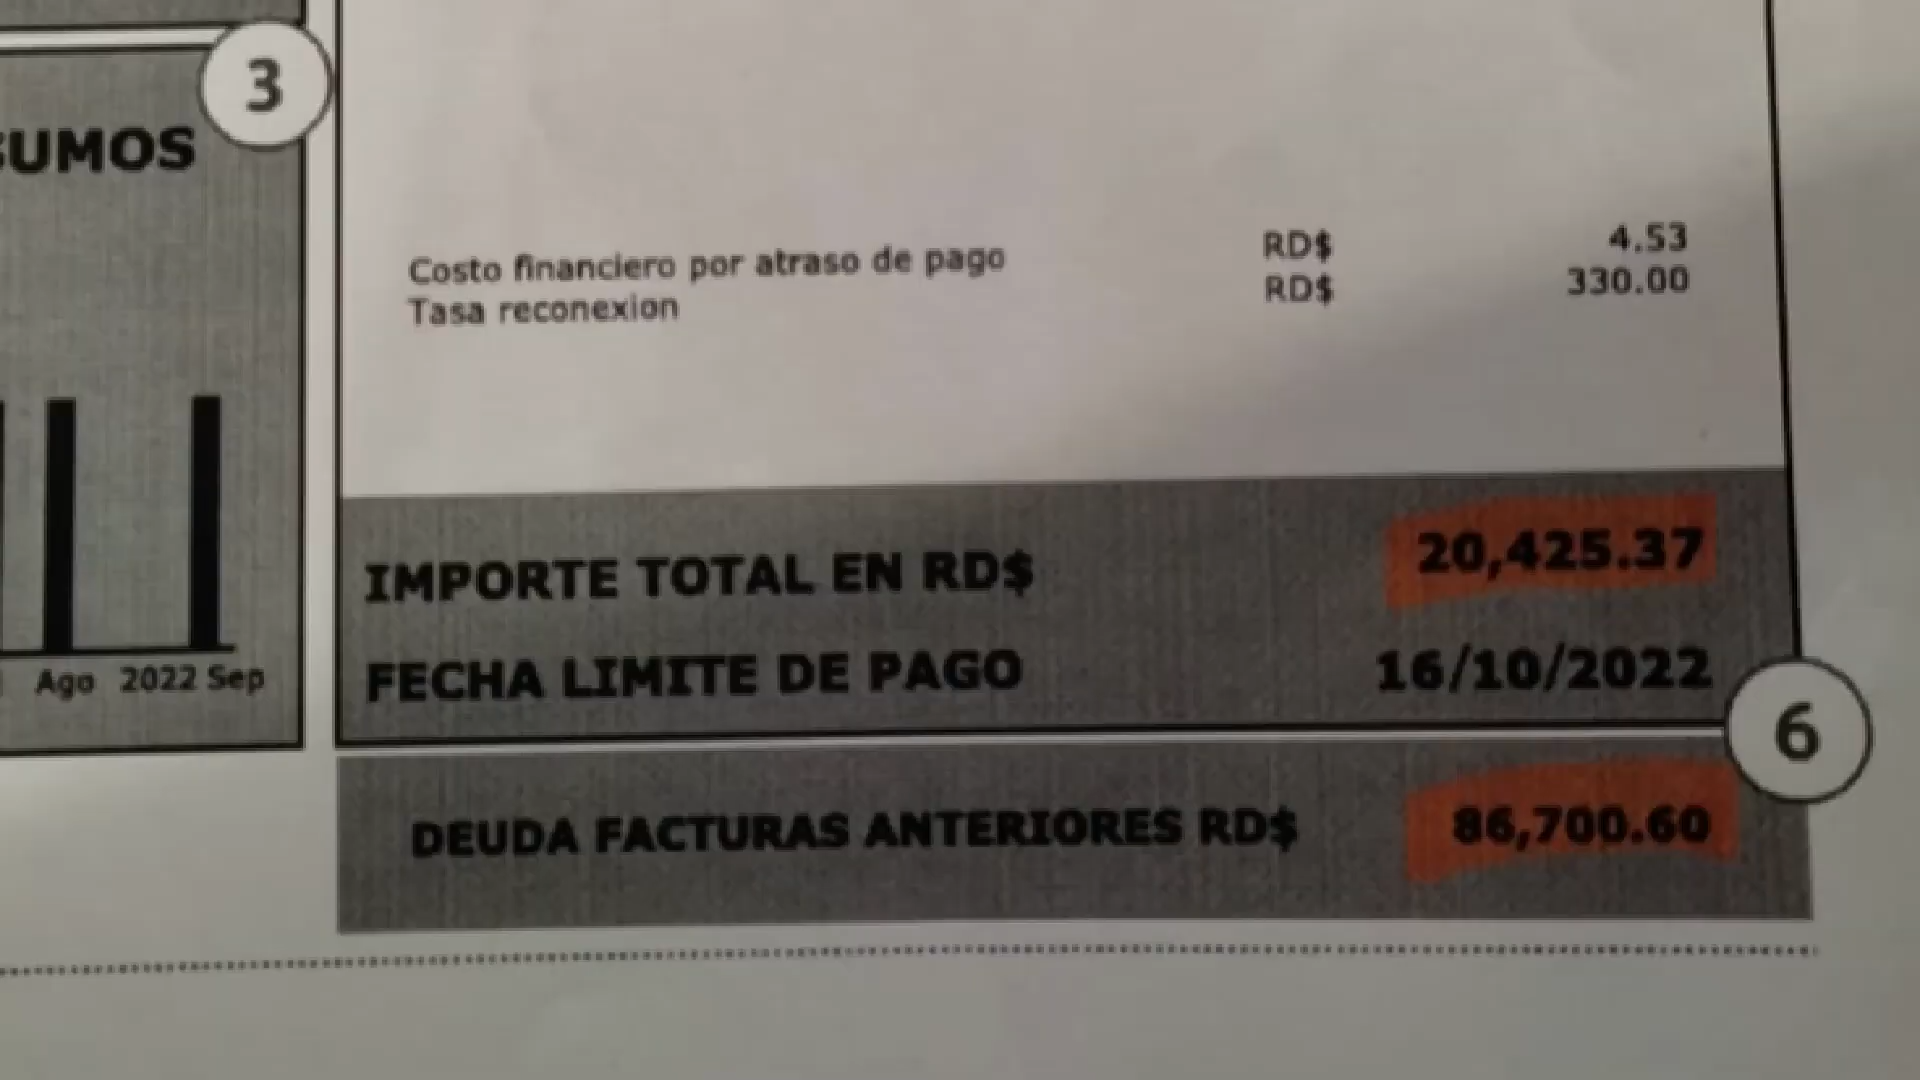 3
SUMOS
Ago 2022 Sep
Costo financiero por atraso de pago RD$ 4.53
Tasa reconexion RD$ 330.00
IMPORTE TOTAL EN RD$ 20,425.37
FECHA LIMITE DE PAGO 16/10/2022
6
DEUDA FACTURAS ANTERIORES RD$ 86,700.60